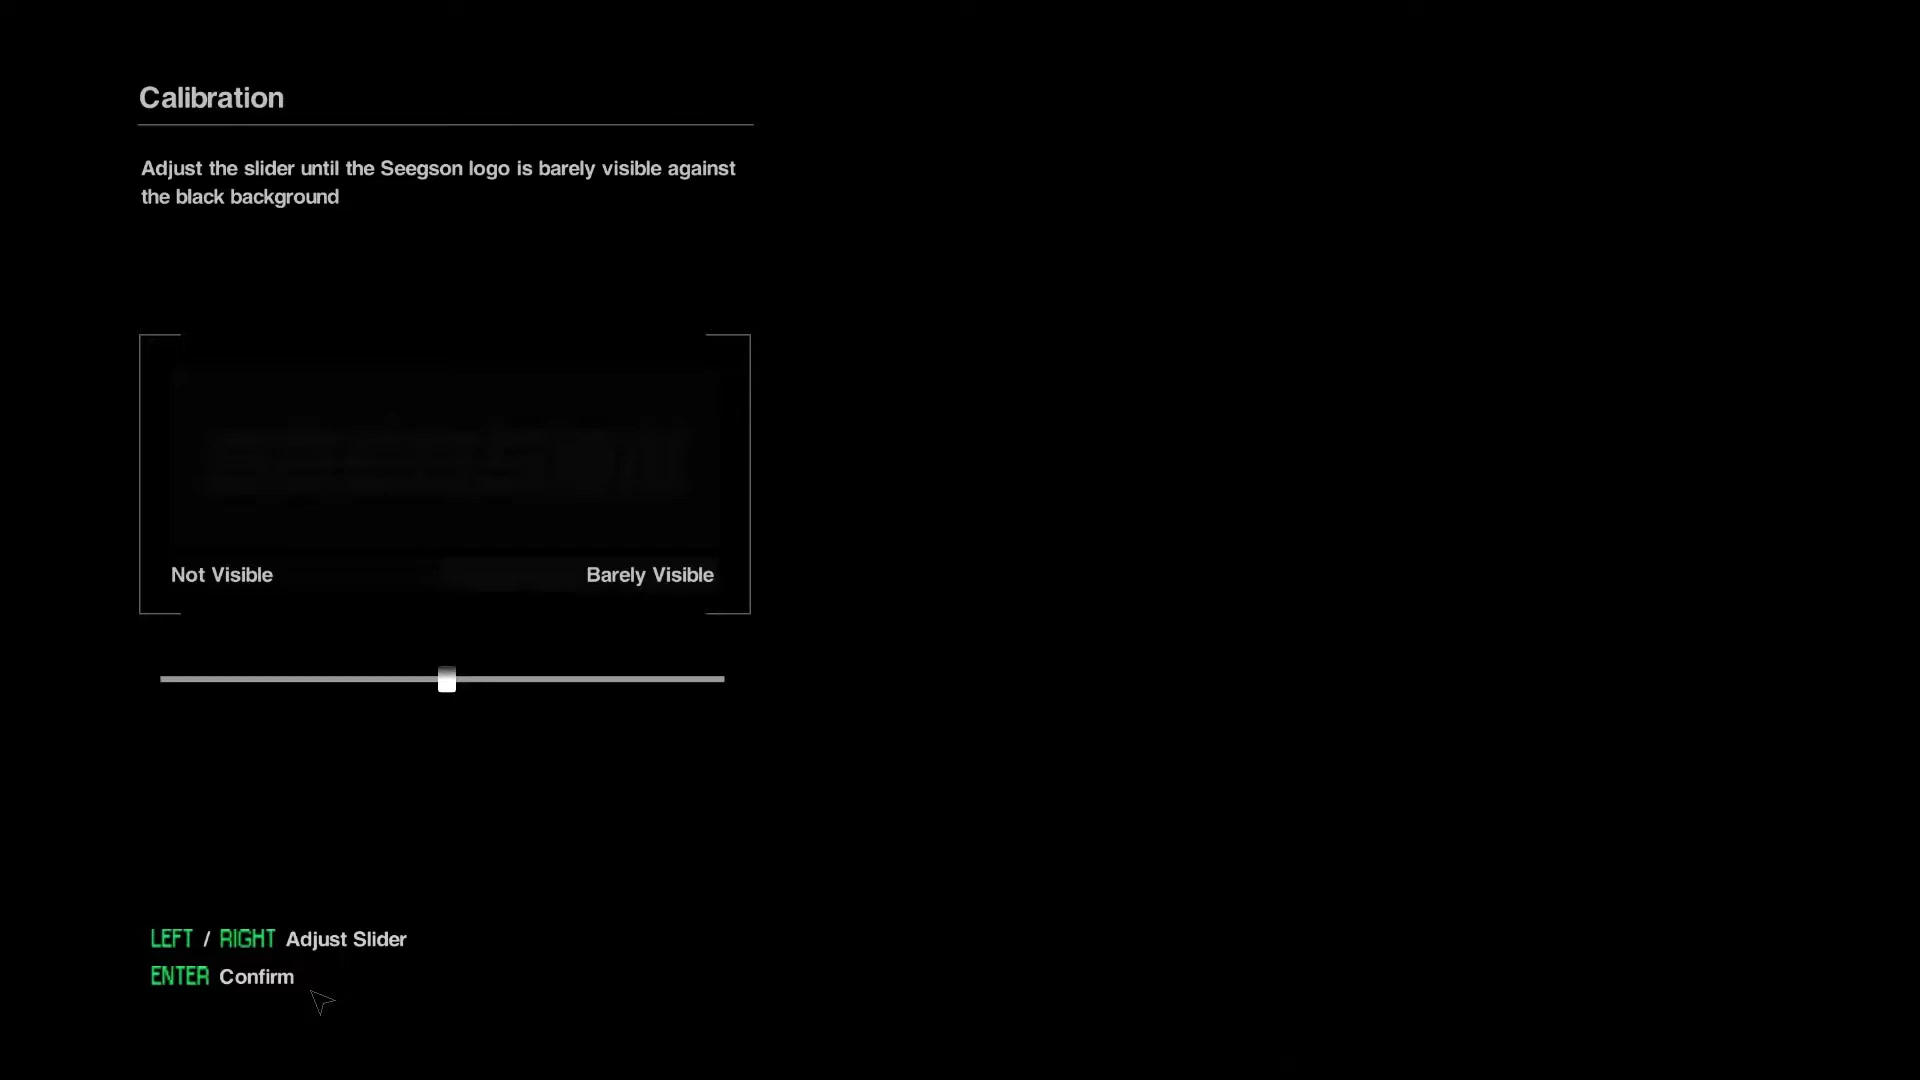 Calibration
Adjust the slider until the Seegson logo is barely visible against
the black background
Not Visible
Barely Visible
LEFT / RIGHT Adjust Slider
ENTER Confirm